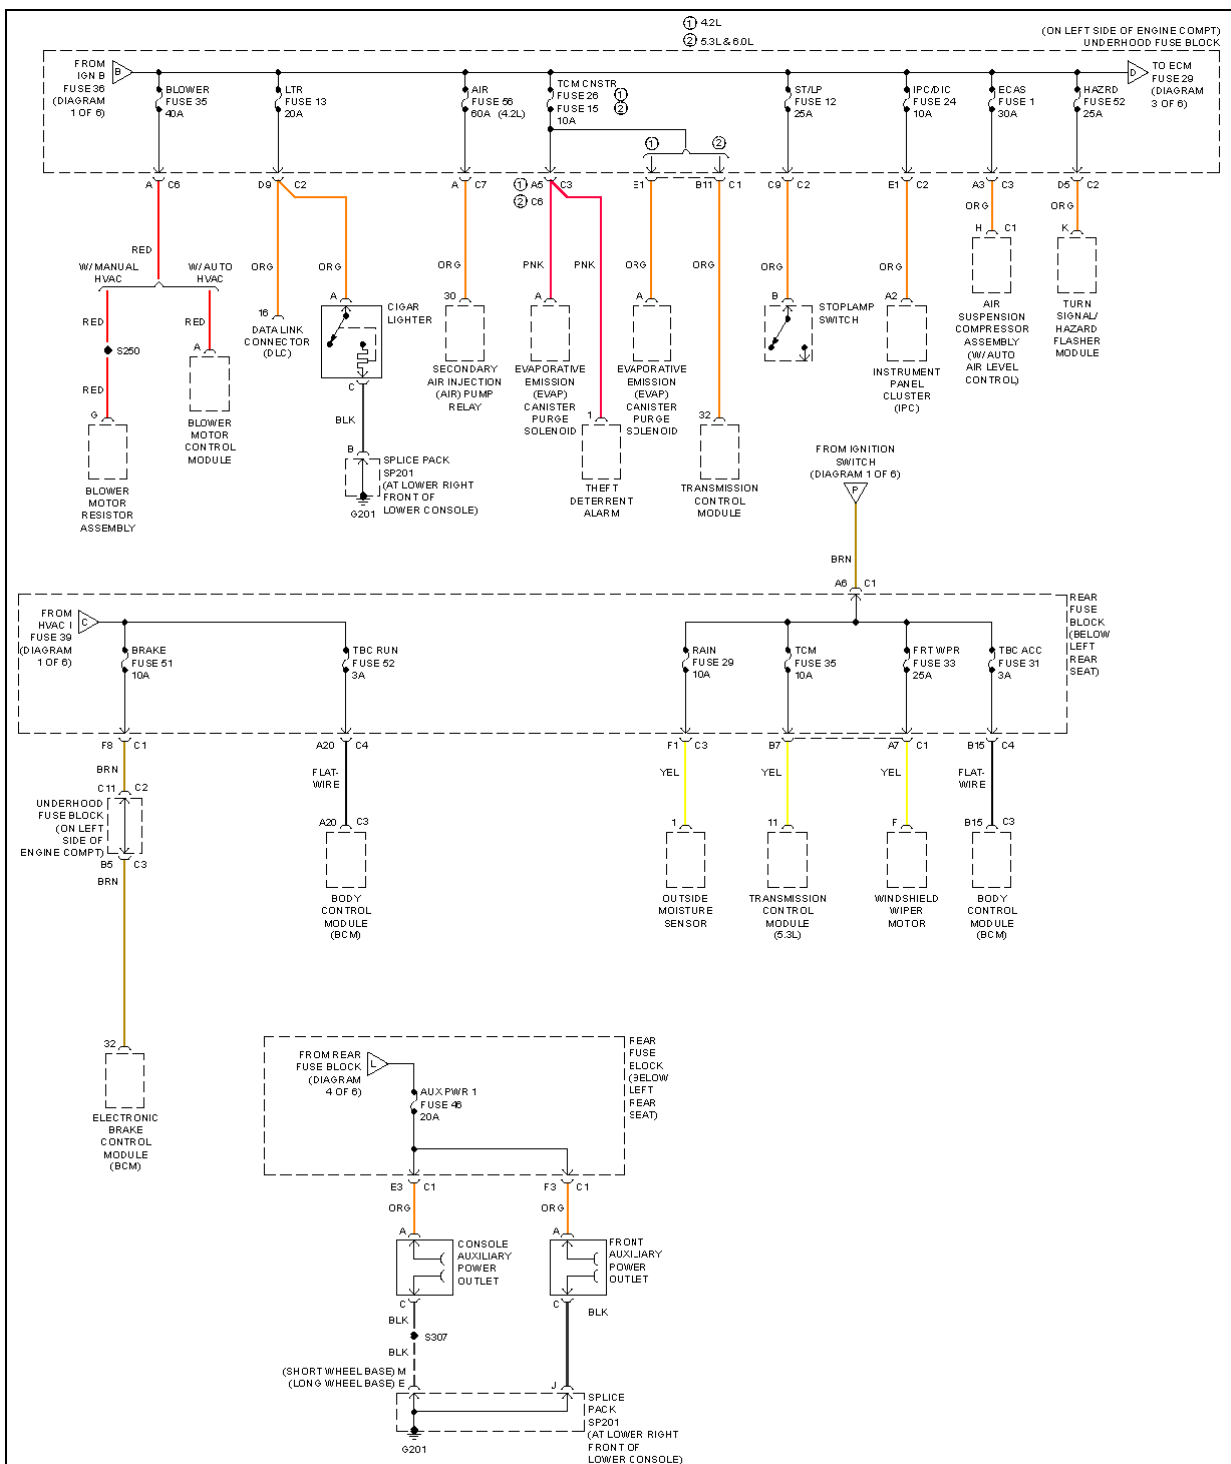 ① 4.2L
② 5.3L & 6.0L
(ON LEFT SIDE OF ENGINE COMPT)
UNDERHOOD FUSE BLOCK
FROM
IGN B
FUSE 36
(DIAGRAM
1 OF 6)
B
BLOWER
FUSE 35
40A
LTR
FUSE 13
20A
AIR
FUSE 56
60A (4.2L)
TCM CNSTR
FUSE 26 ①
FUSE 15 ②
10A
① ②
ST/LP
FUSE 12
25A
IPC/DIC
FUSE 24
10A
ECAS
FUSE 1
30A
HAZRD
FUSE 52
25A
D
TO ECM
FUSE 29
(DIAGRAM
3 OF 6)
A C6
D9 C2
A C7
① A5 C3
② C6
E1
B11 C1
C9 C2
E1 C2
A3 C3
D5 C2
RED
W/MANUAL
HVAC
W/AUTO
HVAC
RED
S250
RED
G
BLOWER
MOTOR
RESISTOR
ASSEMBLY
RED
A
BLOWER
MOTOR
CONTROL
MODULE
ORG
16
DATA LINK
CONNECTOR
(DLC)
ORG
A
CIGAR
LIGHTER
C
BLK
B
SPLICE PACK
SP201
(AT LOWER RIGHT
FRONT OF
LOWER CONSOLE)
G201
ORG
30
SECONDARY
AIR INJECTION
(AIR) PUMP
RELAY
PNK
A
EVAPORATIVE
EMISSION
(EVAP)
CANISTER
PURGE
SOLENOID
PNK
1
THEFT
DETERRENT
ALARM
ORG
A
EVAPORATIVE
EMISSION
(EVAP)
CANISTER
PURGE
SOLENOID
ORG
32
TRANSMISSION
CONTROL
MODULE
ORG
B
STOPLAMP
SWITCH
ORG
A2
INSTRUMENT
PANEL
CLUSTER
(IPC)
ORG
H C1
AIR
SUSPENSION
COMPRESSOR
ASSEMBLY
(W/AUTO
AIR LEVEL
CONTROL)
ORG
K
TURN
SIGNAL/
HAZARD
FLASHER
MODULE
FROM IGNITION
SWITCH
(DIAGRAM 1 OF 6)
P
BRN
A6 C1
REAR
FUSE
BLOCK
(BELOW
LEFT
REAR
SEAT)
FROM
HVAC I
FUSE 39
(DIAGRAM
1 OF 6)
C
BRAKE
FUSE 51
10A
TBC RUN
FUSE 52
3A
RAIN
FUSE 29
10A
TCM
FUSE 35
10A
FRT WPR
FUSE 33
25A
TBC ACC
FUSE 31
3A
F8 C1
A20 C4
F1 C3
B7
A7 C1
B15 C4
BRN
C11 C2
UNDERHOOD
FUSE BLOCK
(ON LEFT
SIDE OF
ENGINE COMPT)
B5 C3
BRN
32
ELECTRONIC
BRAKE
CONTROL
MODULE
(BCM)
FLAT-
WIRE
A20 C3
BODY
CONTROL
MODULE
(BCM)
YEL
1
OUTSIDE
MOISTURE
SENSOR
YEL
11
TRANSMISSION
CONTROL
MODULE
(5.3L)
YEL
F
WINDSHIELD
WIPER
MOTOR
FLAT-
WIRE
B15 C3
BODY
CONTROL
MODULE
(BCM)
FROM REAR
FUSE BLOCK
(DIAGRAM
4 OF 6)
L
AUX PWR 1
FUSE 46
20A
REAR
FUSE
BLOCK
(BELOW
LEFT
REAR
SEAT)
E3 C1
F3 C1
ORG
A
CONSOLE
AUXILIARY
POWER
OUTLET
C
BLK
S307
BLK
(SHORT WHEEL BASE) M
(LONG WHEEL BASE) E
ORG
A
FRONT
AUXILIARY
POWER
OUTLET
C
BLK
J
SPLICE
PACK
SP201
(AT LOWER RIGHT
FRONT OF
LOWER CONSOLE)
G201